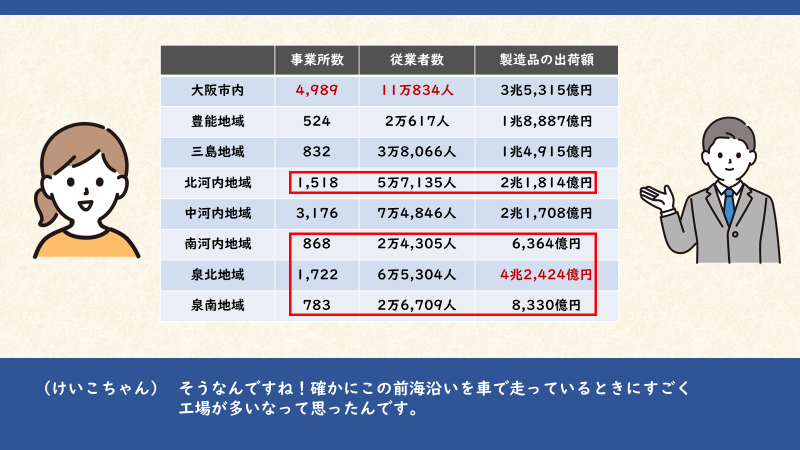 事業所数 従業者数 製造品の出荷額
大阪市内 4,989 11万834人 3兆5,315億円
豊能地域 524 2万617人 1兆8,887億円
三島地域 832 3万8,066人 1兆4,915億円
北河内地域 1,518 5万7,135人 2兆1,814億円
中河内地域 3,176 7万4,846人 2兆1,708億円
南河内地域 868 2万4,305人 6,364億円
泉北地域 1,722 6万5,304人 4兆2,424億円
泉南地域 783 2万6,709人 8,330億円
（けいこちゃん） そうなんですね！確かにこの前海沿いを車で走っているときにすごく
工場が多いなって思ったんです。